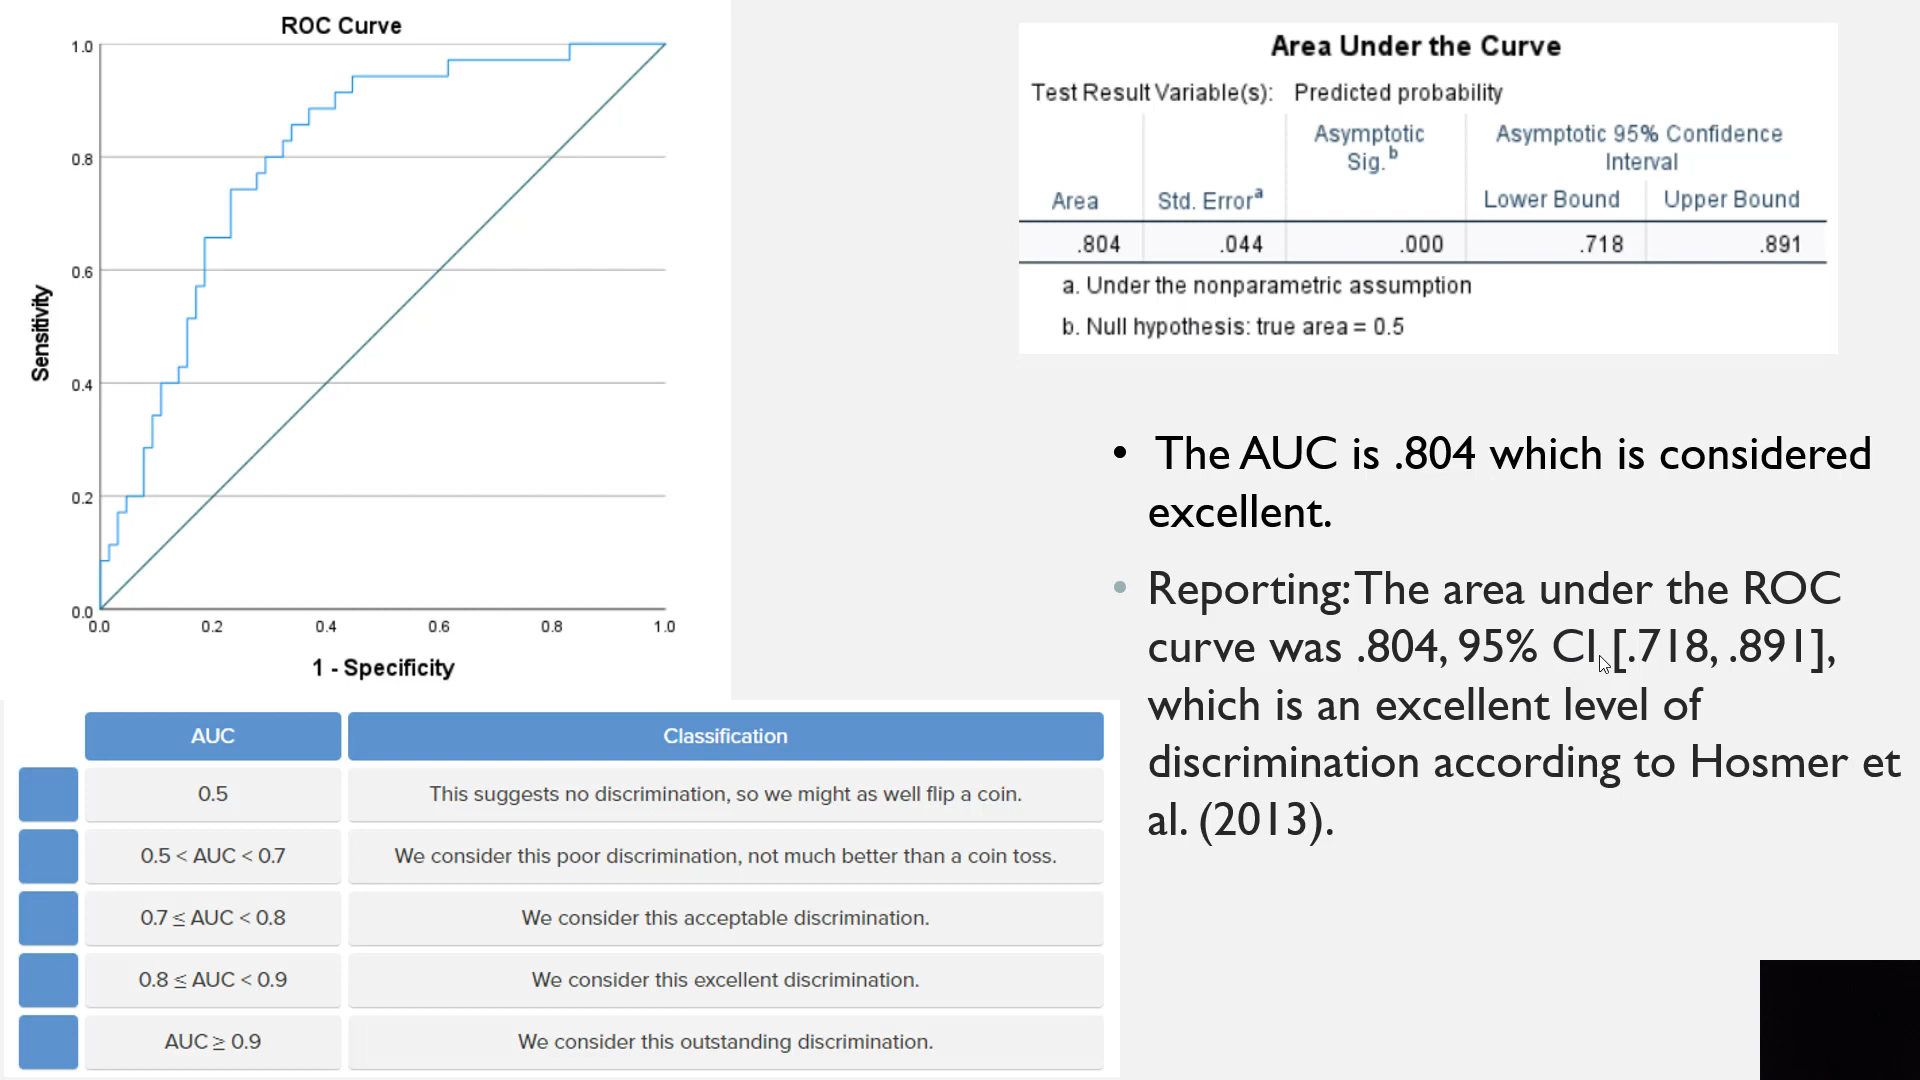 ROC Curve
1.0
0.8
0.6
0.4
0.2
0.0
Sensitivity
0.0 0.2 0.4 0.6 0.8 1.0
1 - Specificity
Area Under the Curve
Test Result Variable(s): Predicted probability
Area Std. Errorᵃ Asymptotic Sig.ᵇ Asymptotic 95% Confidence Interval
Lower Bound Upper Bound
.804 .044 .000 .718 .891
a. Under the nonparametric assumption
b. Null hypothesis: true area = 0.5
• The AUC is .804 which is considered
excellent.
• Reporting: The area under the ROC
curve was .804, 95% CI [.718, .891],
which is an excellent level of
discrimination according to Hosmer et
al. (2013).
AUC Classification
0.5 This suggests no discrimination, so we might as well flip a coin.
0.5 < AUC < 0.7 We consider this poor discrimination, not much better than a coin toss.
0.7 ≤ AUC < 0.8 We consider this acceptable discrimination.
0.8 ≤ AUC < 0.9 We consider this excellent discrimination.
AUC ≥ 0.9 We consider this outstanding discrimination.